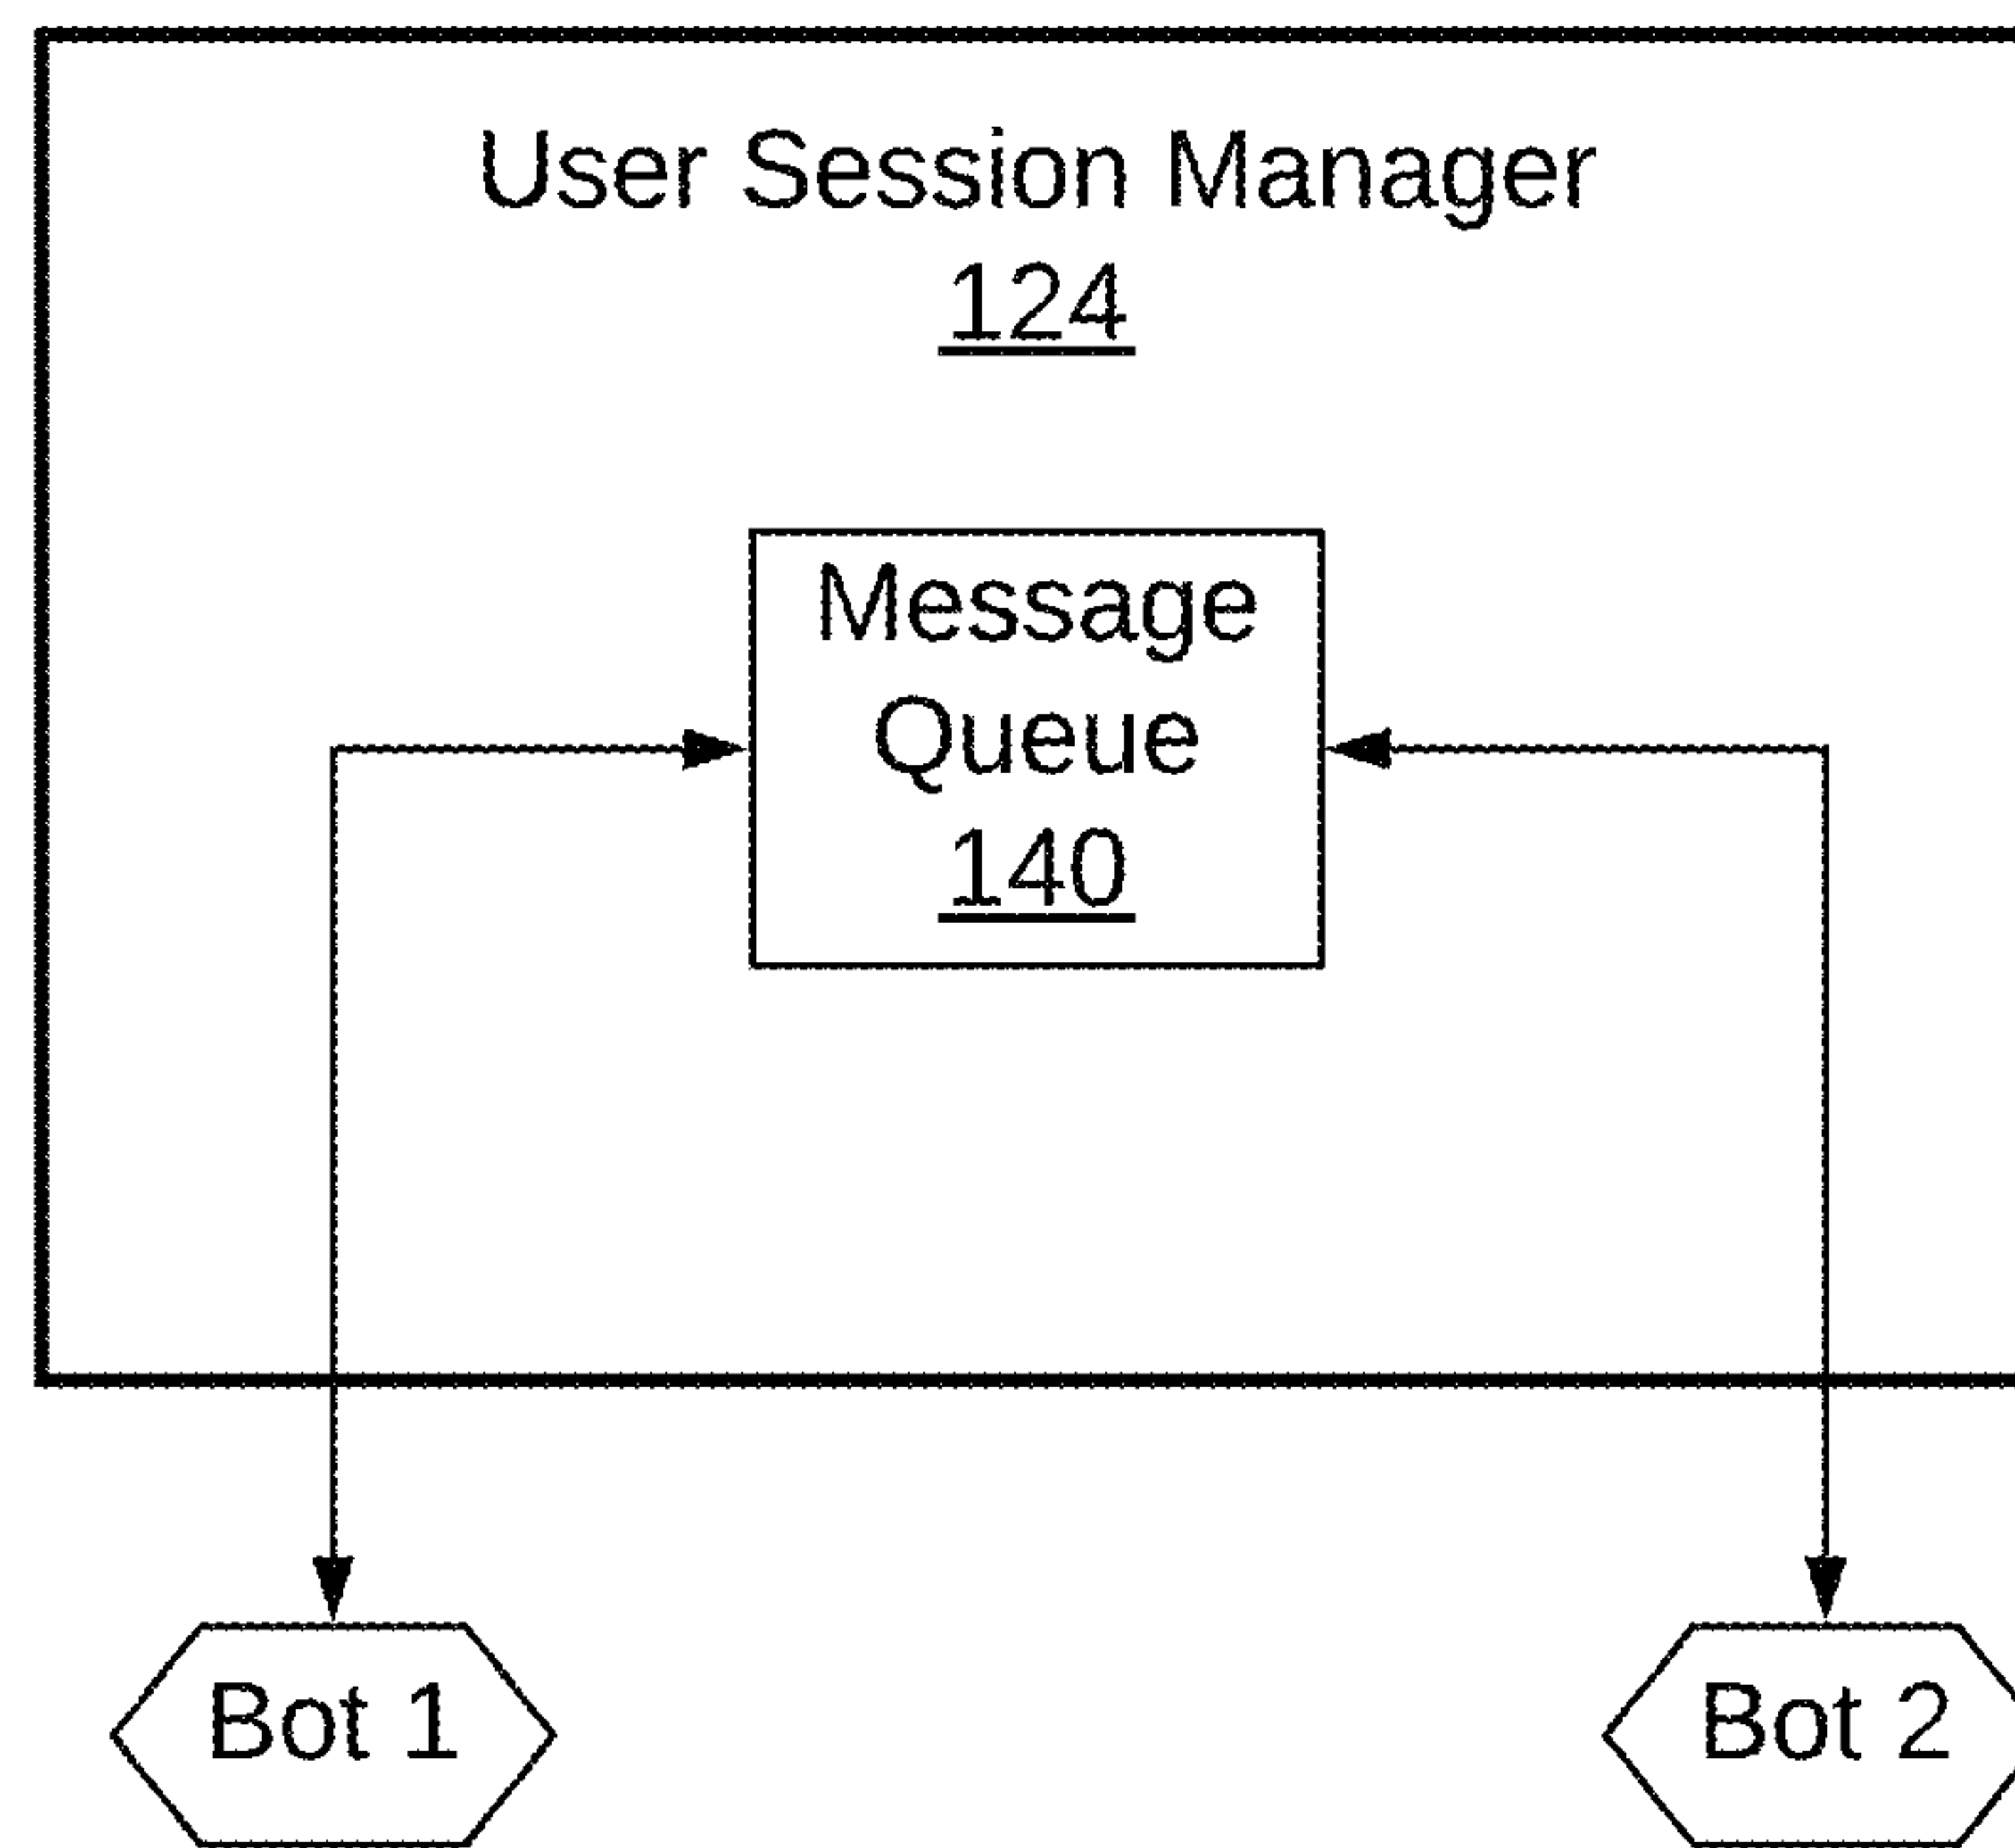 User Session Manager
124
Message
Queue
140
Bot 1
Bot 2